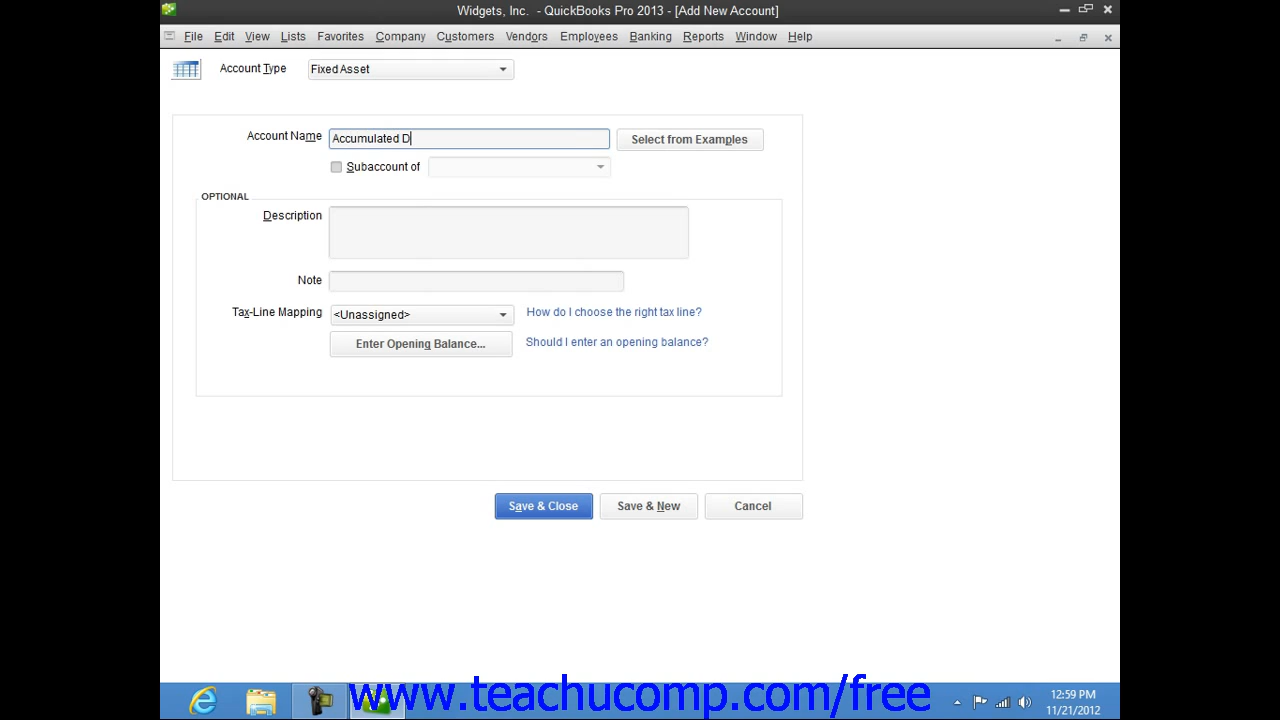 Widgets, Inc. - QuickBooks Pro 2013 - [Add New Account]
File Edit View Lists Favorites Company Customers Vendors Employees Banking Reports Window Help
Account Type Fixed Asset
Account Name Accumulated D Select from Examples
Subaccount of
OPTIONAL
Description
Note
Tax-Line Mapping <Unassigned> How do I choose the right tax line?
Enter Opening Balance... Should I enter an opening balance?
Save & Close Save & New Cancel
www.teachucomp.com/free
12:59 PM
11/21/2012